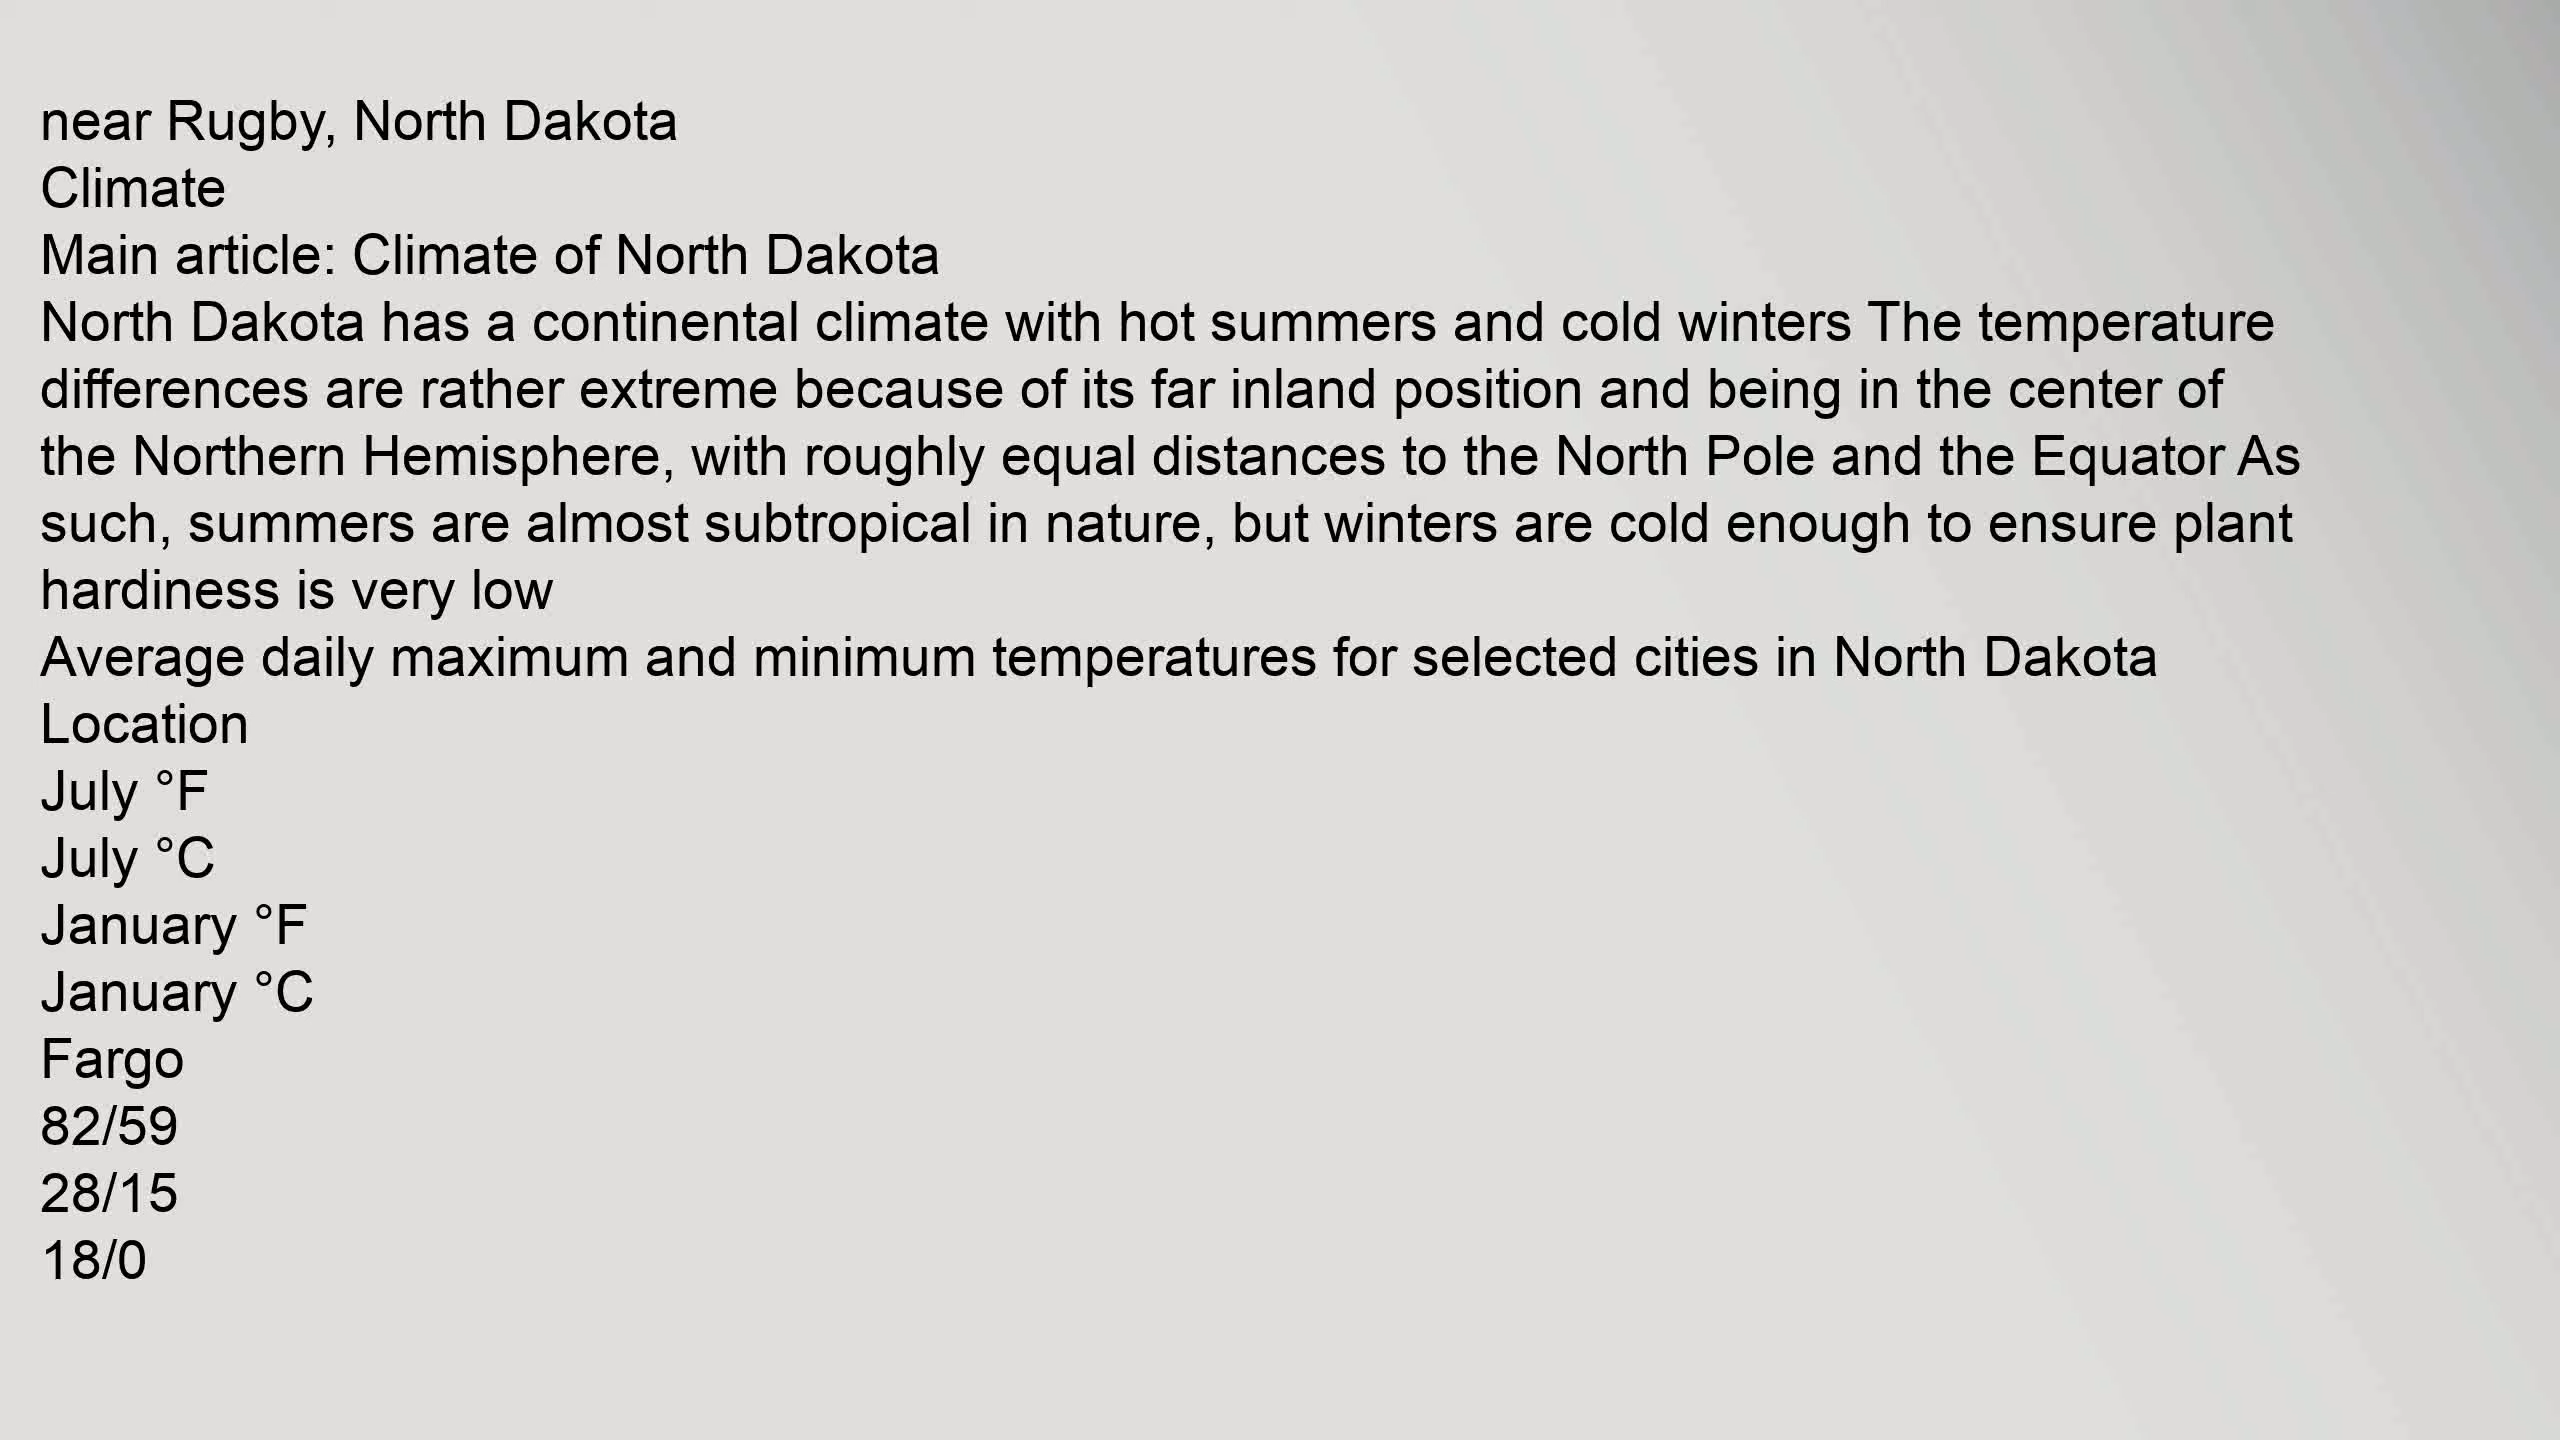 near Rugby, North Dakota
Climate
Main article: Climate of North Dakota
North Dakota has a continental climate with hot summers and cold winters The temperature
differences are rather extreme because of its far inland position and being in the center of
the Northern Hemisphere, with roughly equal distances to the North Pole and the Equator As
such, summers are almost subtropical in nature, but winters are cold enough to ensure plant
hardiness is very low
Average daily maximum and minimum temperatures for selected cities in North Dakota
Location
July °F
July °C
January °F
January °C
Fargo
82/59
28/15
18/0